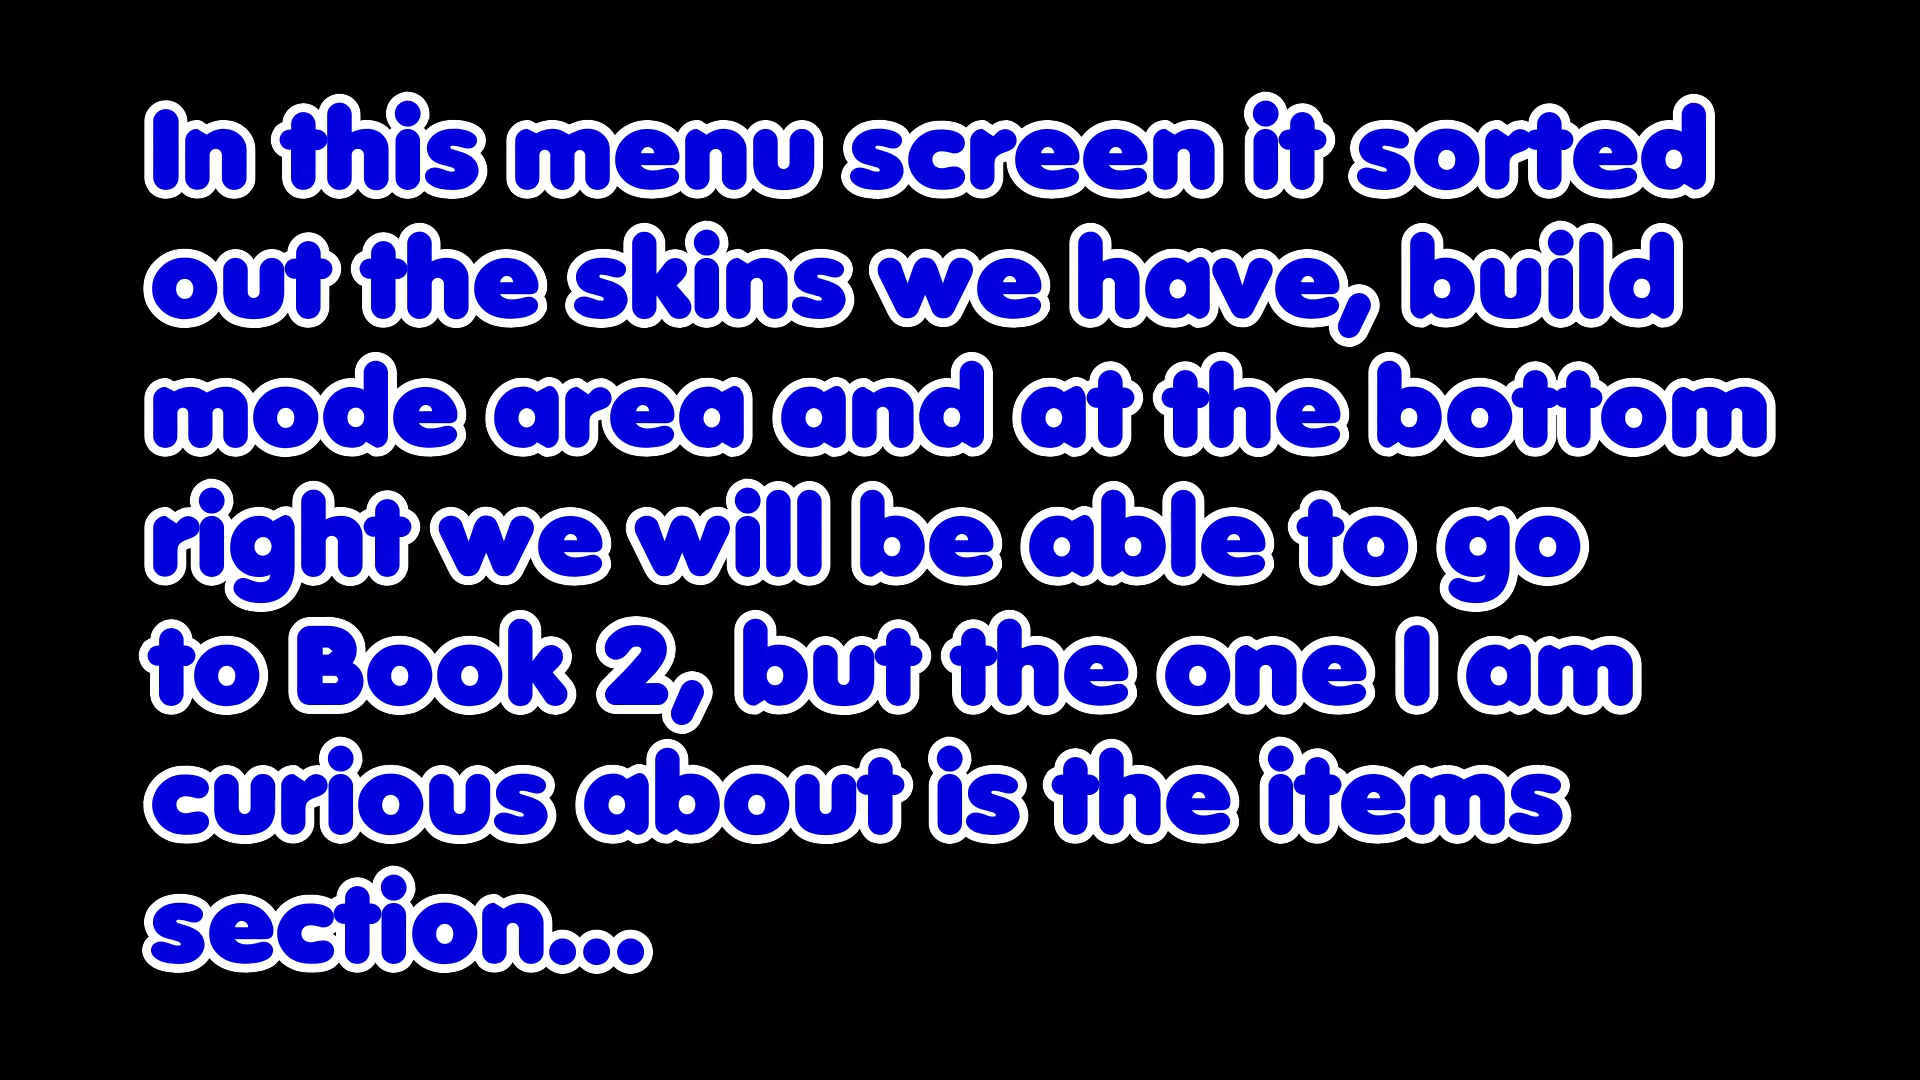 In this menu screen it sorted
out the skins we have, build
mode area and at the bottom
right we will be able to go
to Book 2, but the one I am
curious about is the items
section...